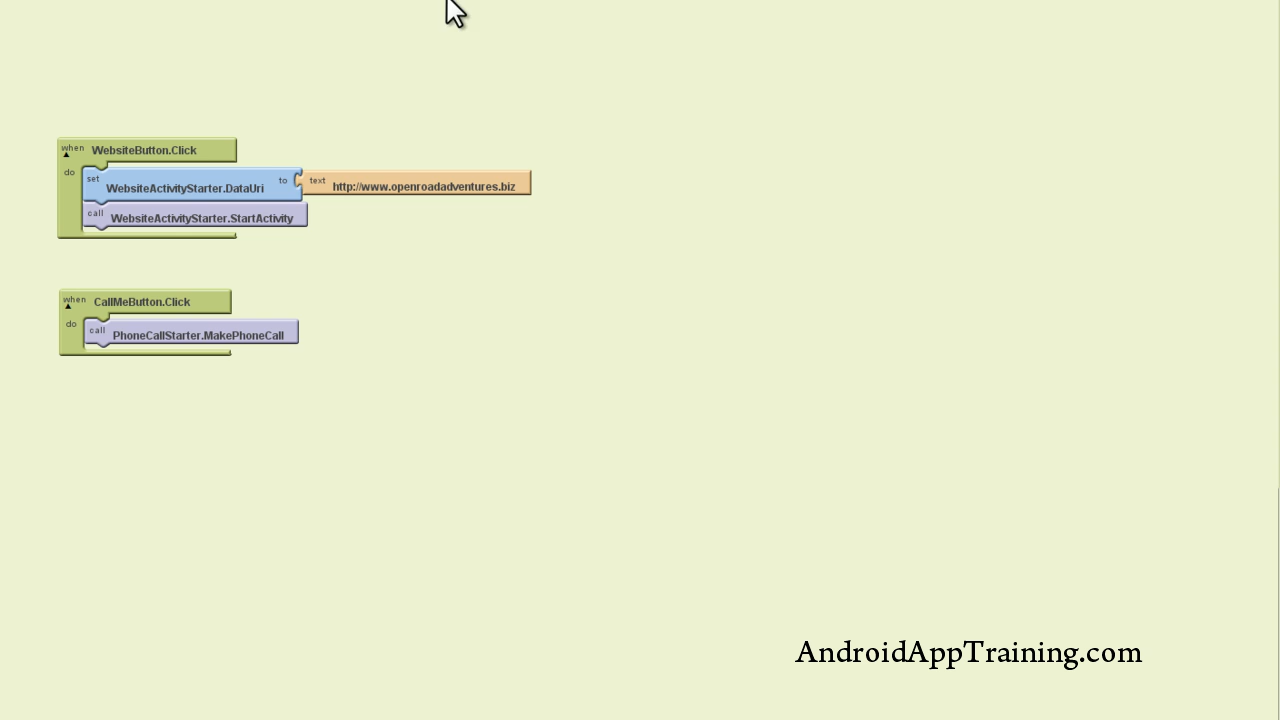 when WebsiteButton.Click
do set WebsiteActivityStarter.DataUri to text http://www.openroadadventures.biz
call WebsiteActivityStarter.StartActivity
when CallMeButton.Click
do call PhoneCallStarter.MakePhoneCall
AndroidAppTraining.com